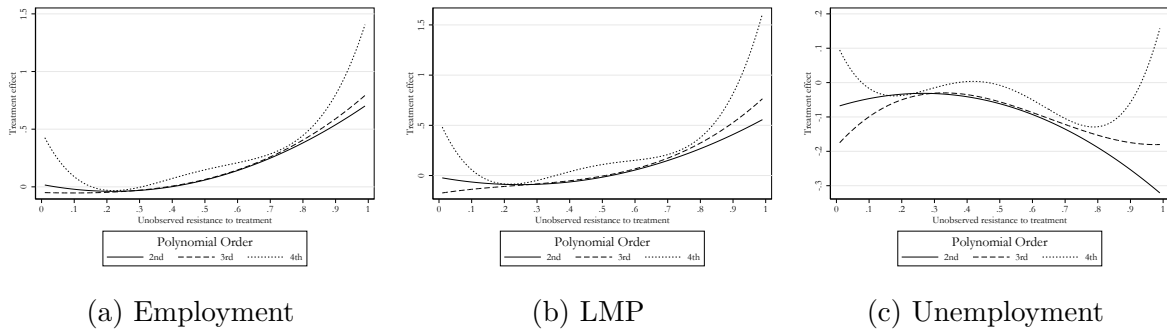 1.5
1
.5
0
Treatment effect
0 .1 .2 .3 .4 .5 .6 .7 .8 .9 1
Unobserved resistance to treatment
Polynomial Order
2nd 3rd 4th
(a) Employment
1.5
1
.5
0
Treatment effect
0 .1 .2 .3 .4 .5 .6 .7 .8 .9 1
Unobserved resistance to treatment
Polynomial Order
2nd 3rd 4th
(b) LMP
.2
.1
0
-.1
-.2
-.3
Treatment effect
0 .1 .2 .3 .4 .5 .6 .7 .8 .9 1
Unobserved resistance to treatment
Polynomial Order
2nd 3rd 4th
(c) Unemployment